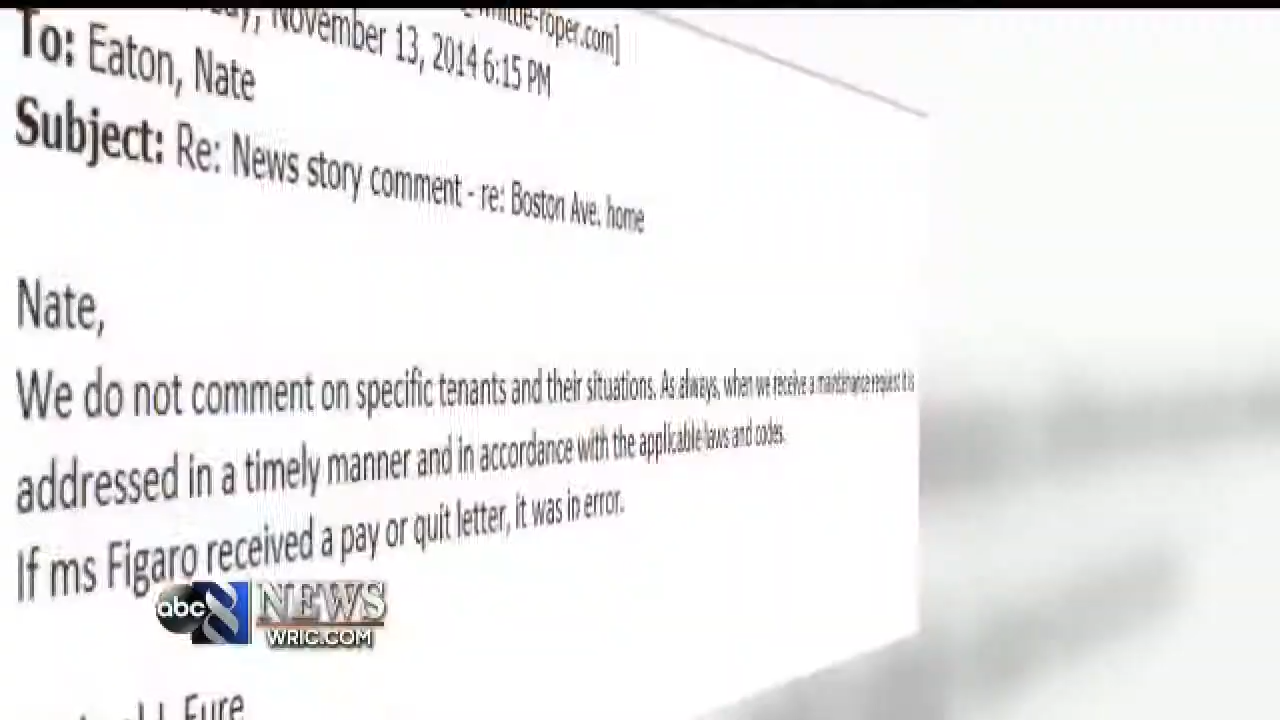 November 13, 2014 6:15 PM
To: Eaton, Nate
Subject: Re: News story comment - re: Boston Ave. home
Nate,
We do not comment on specific tenants and their situations. As always, when we receive a maintenance request it is
addressed in a timely manner and in accordance with the applicable laws and codes.
If ms Figaro received a pay or quit letter, it was in error.
abc 8 NEWS
WRIC.COM
Eure